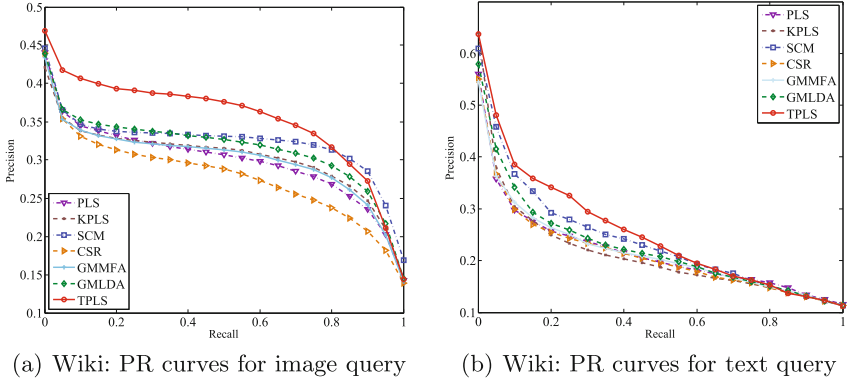 0.5
0.45
0.4
0.35
0.3
0.25
0.2
0.15
0.1
Precision
0
0.2
0.4
0.6
0.8
1
Recall
PLS
KPLS
SCM
CSR
GMMFA
GMLDA
TPLS
(a) Wiki: PR curves for image query
0.6
0.5
0.4
0.3
0.2
0.1
Precision
0
0.2
0.4
0.6
0.8
1
Recall
PLS
KPLS
SCM
CSR
GMMFA
GMLDA
TPLS
(b) Wiki: PR curves for text query